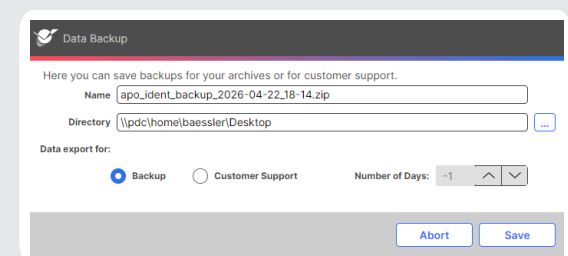 Data Backup
Here you can save backups for your archives or for customer support.
Name apo_ident_backup_2026-04-22_18-14.zip
Directory \\pdc\home\baessler\Desktop ...
Data export for:
Backup Customer Support Number of Days: -1
Abort Save